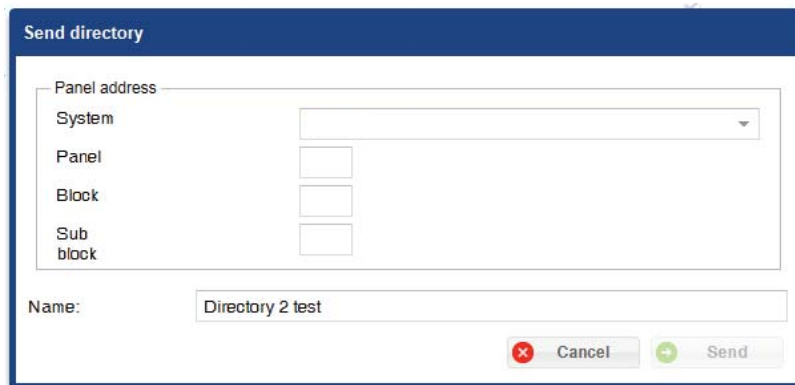 Send directory
Panel address
System
Panel
Block
Sub
block
Name: Directory 2 test
Cancel Send